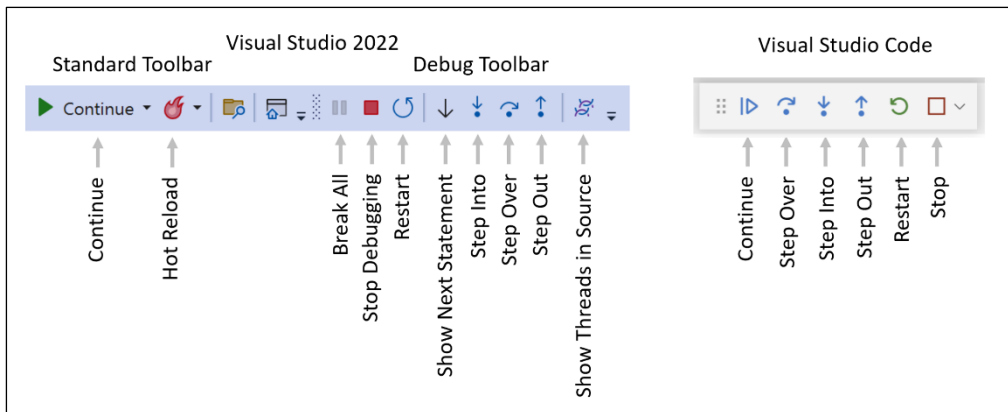 Visual Studio 2022
Standard Toolbar
Debug Toolbar
Continue
Continue
Hot Reload
Break All
Stop Debugging
Restart
Show Next Statement
Step Into
Step Over
Step Out
Show Threads in Source
Visual Studio Code
Continue
Step Over
Step Into
Step Out
Restart
Stop